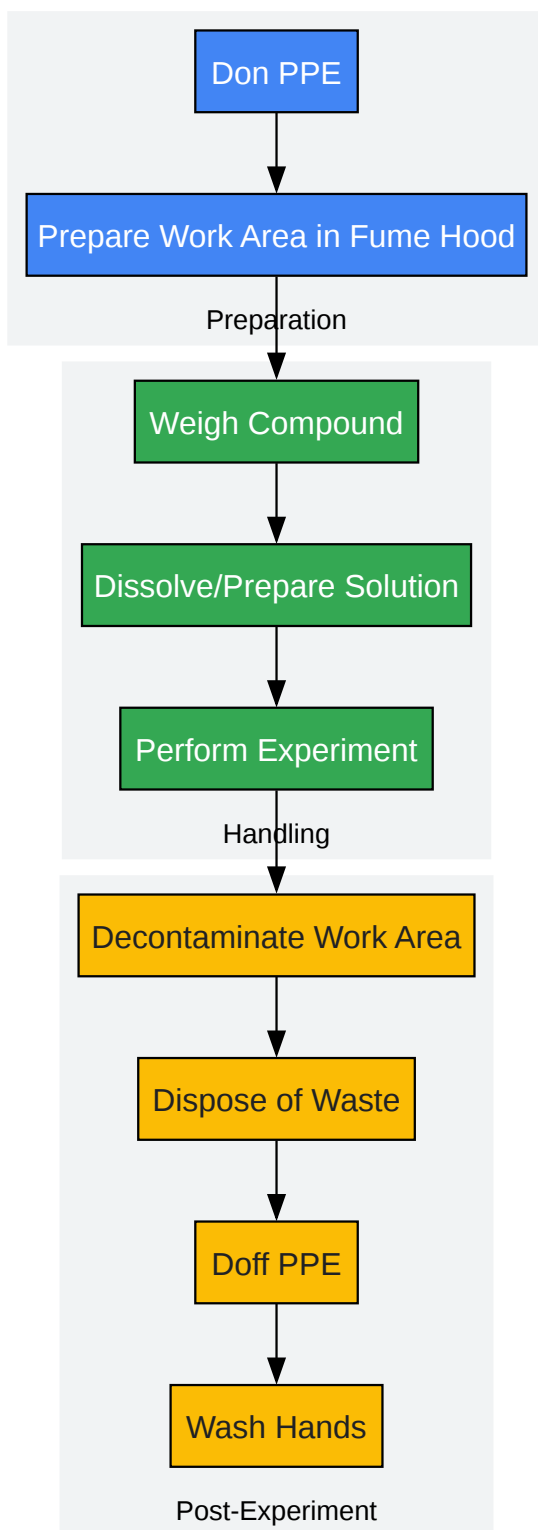 Don PPE
Prepare Work Area in Fume Hood
Preparation
Weigh Compound
Dissolve/Prepare Solution
Perform Experiment
Handling
Decontaminate Work Area
Dispose of Waste
Doff PPE
Wash Hands
Post-Experiment